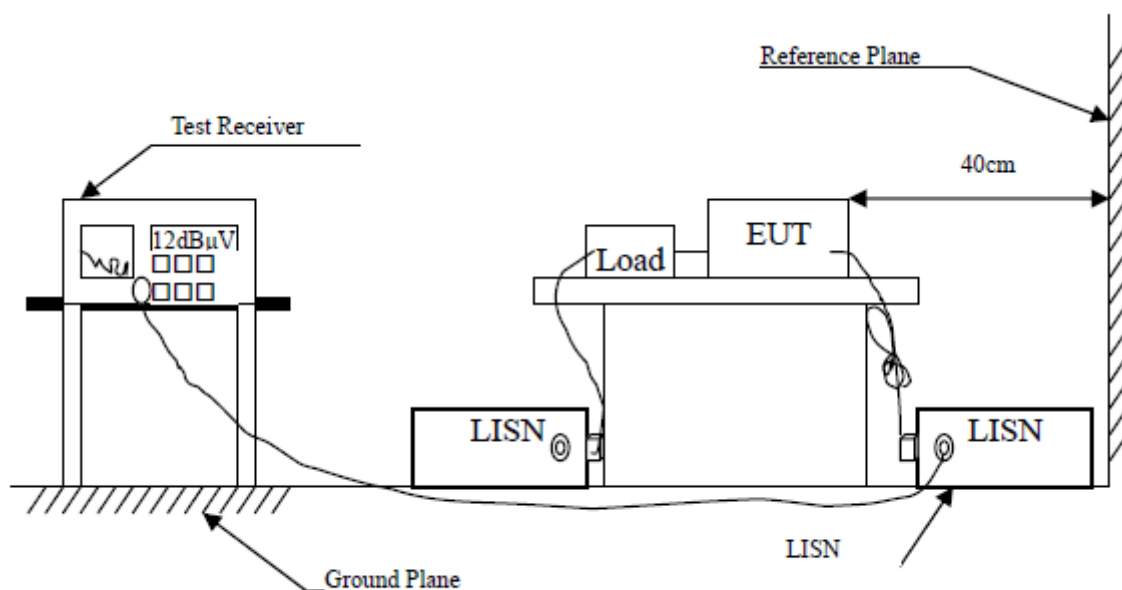 Reference Plane
Test Receiver
40cm
12dBµV
EUT
Load
LISN
LISN
LISN
Ground Plane